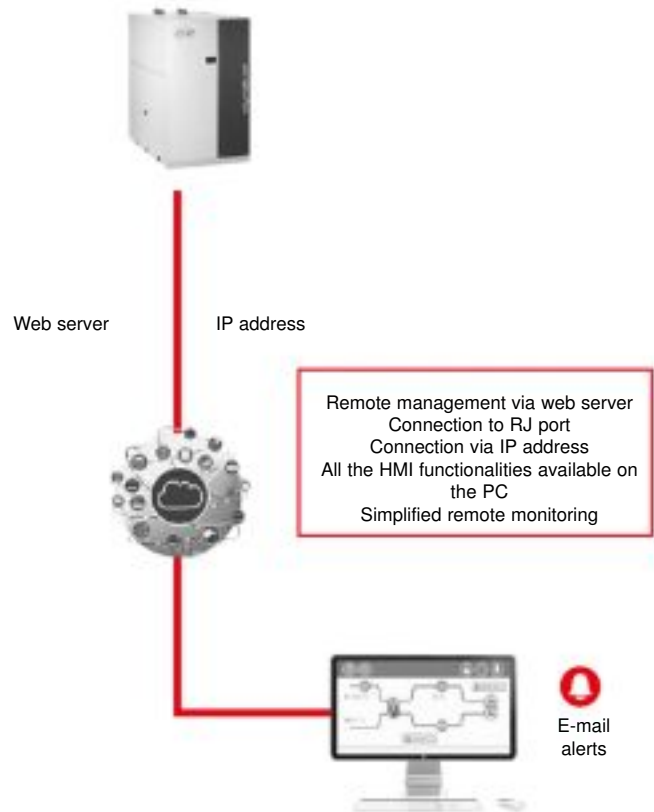 Web server
IP address
Remote management via web server
Connection to RJ port
Connection via IP address
All the HMI functionalities available on
the PC
Simplified remote monitoring
E-mail
alerts